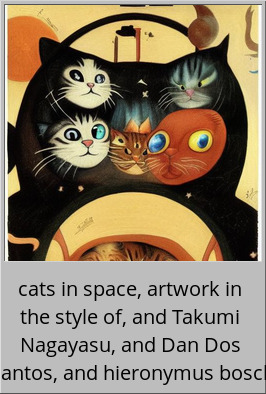 cats in space, artwork in
the style of, and Takumi
Nagayasu, and Dan Dos
antos, and hieronymus bosc